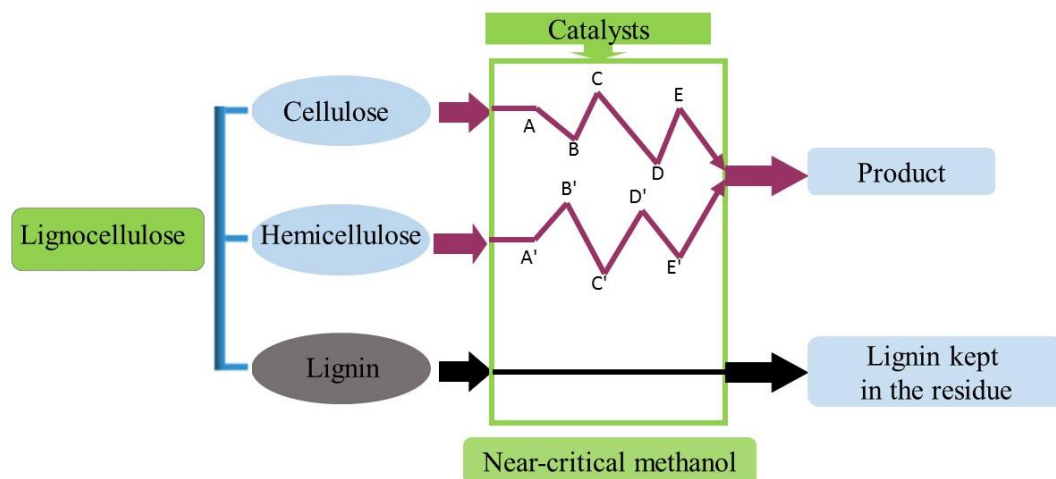 Catalysts
Cellulose
A
B
C
D
E
Product
Lignocellulose
Hemicellulose
A'
B'
C'
D'
E'
Lignin
Lignin kept
in the residue
Near-critical methanol